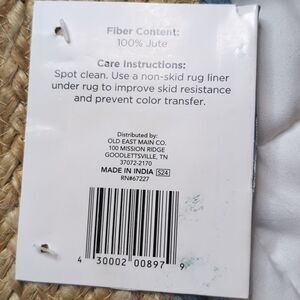 Fiber Content:
100% Jute
Care Instructions:
Spot clean. Use a non-skid rug liner
under rug to improve skid resistance
and prevent color transfer.
Distributed by:
OLD EAST MAIN CO.
100 MISSION RIDGE
GOODLETTSVILLE, TN
37072-2170
MADE IN INDIA S24
RN#67227
4 30002 00897 9